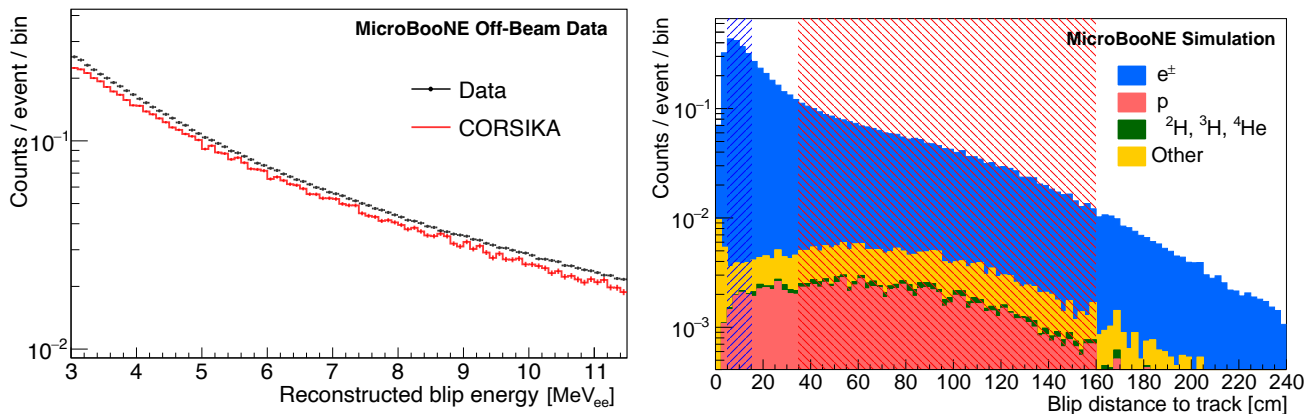 MicroBooNE Off-Beam Data
Data
CORSIKA
Counts / event / bin
10⁻¹
10⁻²
3 4 5 6 7 8 9 10 11
Reconstructed blip energy [MeVₑₑ]
MicroBooNE Simulation
e±
p
²H, ³H, ⁴He
Other
Counts / event / bin
10⁻¹
10⁻²
10⁻³
0 20 40 60 80 100 120 140 160 180 200 220 240
Blip distance to track [cm]